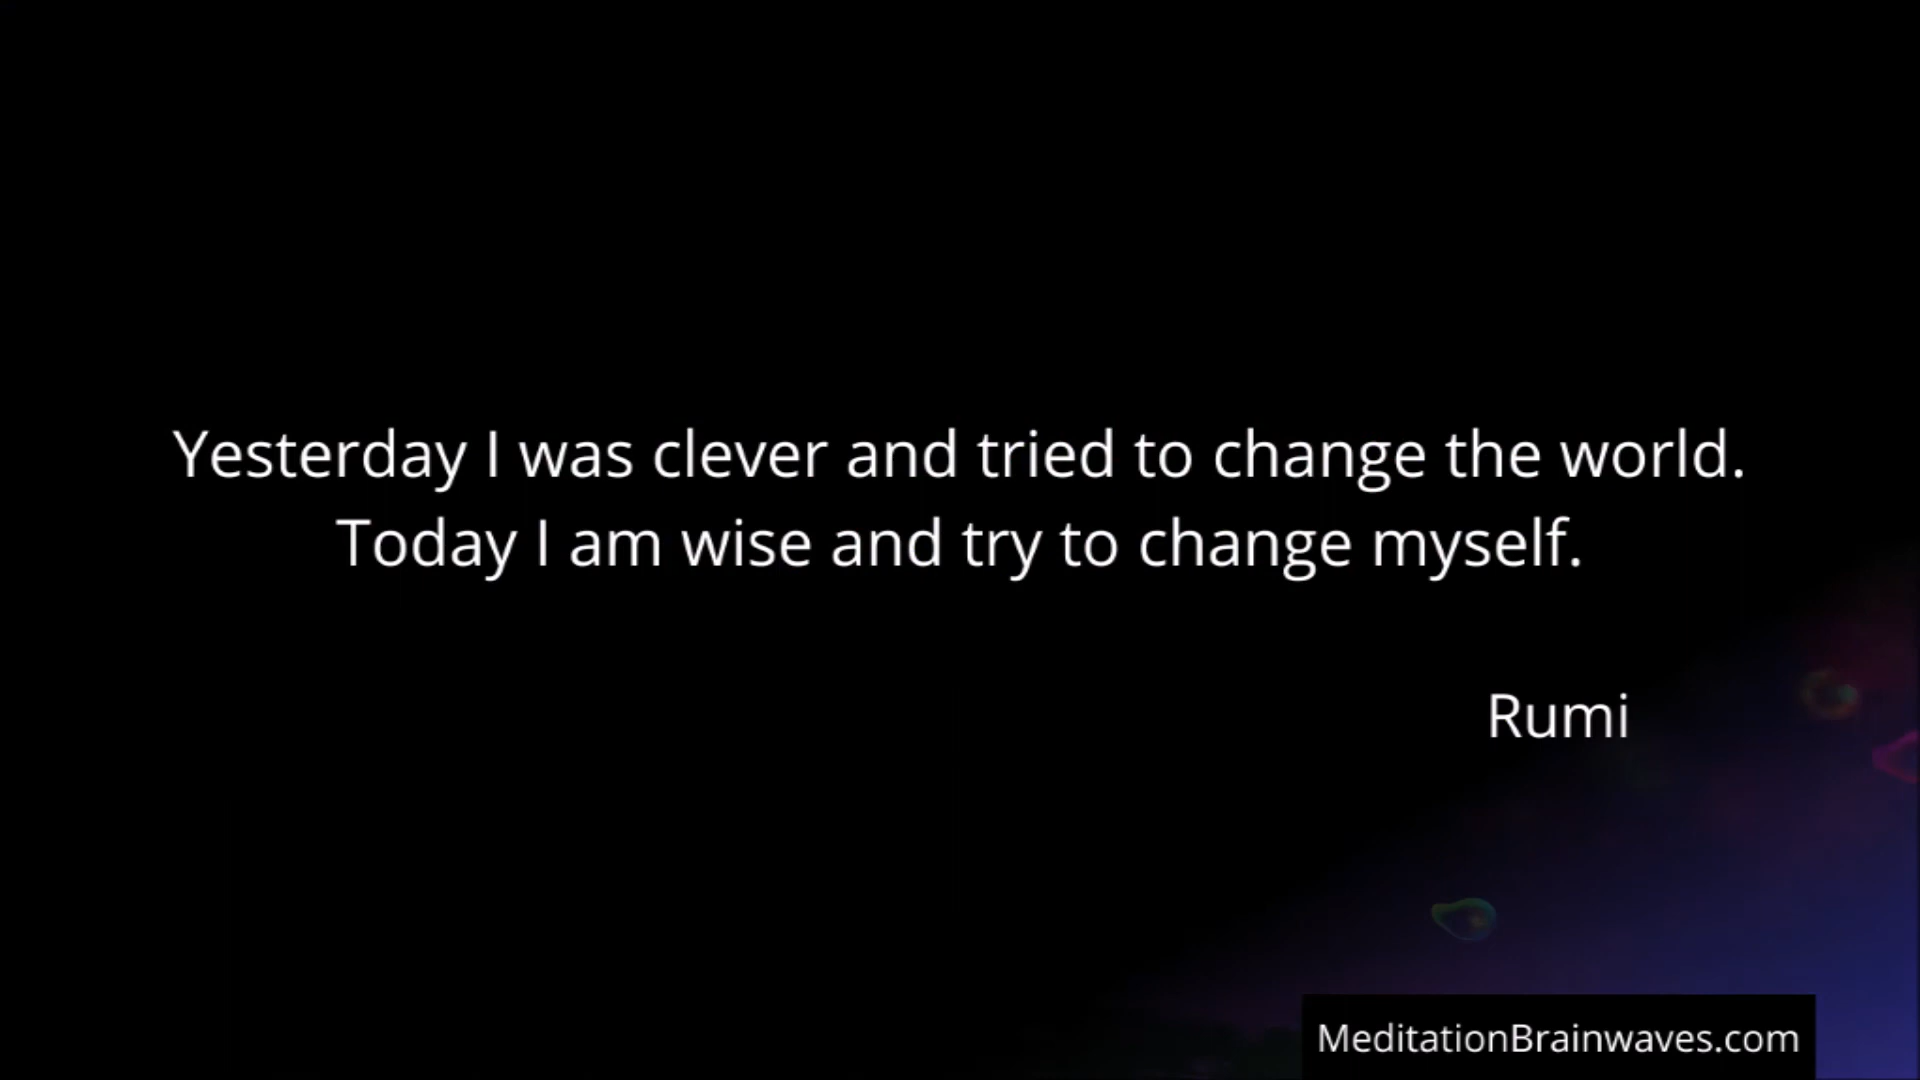 Yesterday I was clever and tried to change the world.
Today I am wise and try to change myself.
Rumi
MeditationBrainwaves.com